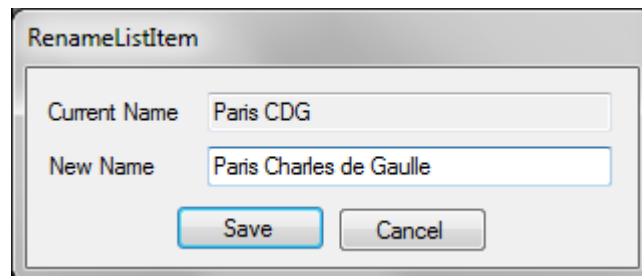 RenameListItem
Current Name Paris CDG
New Name Paris Charles de Gaulle
Save Cancel